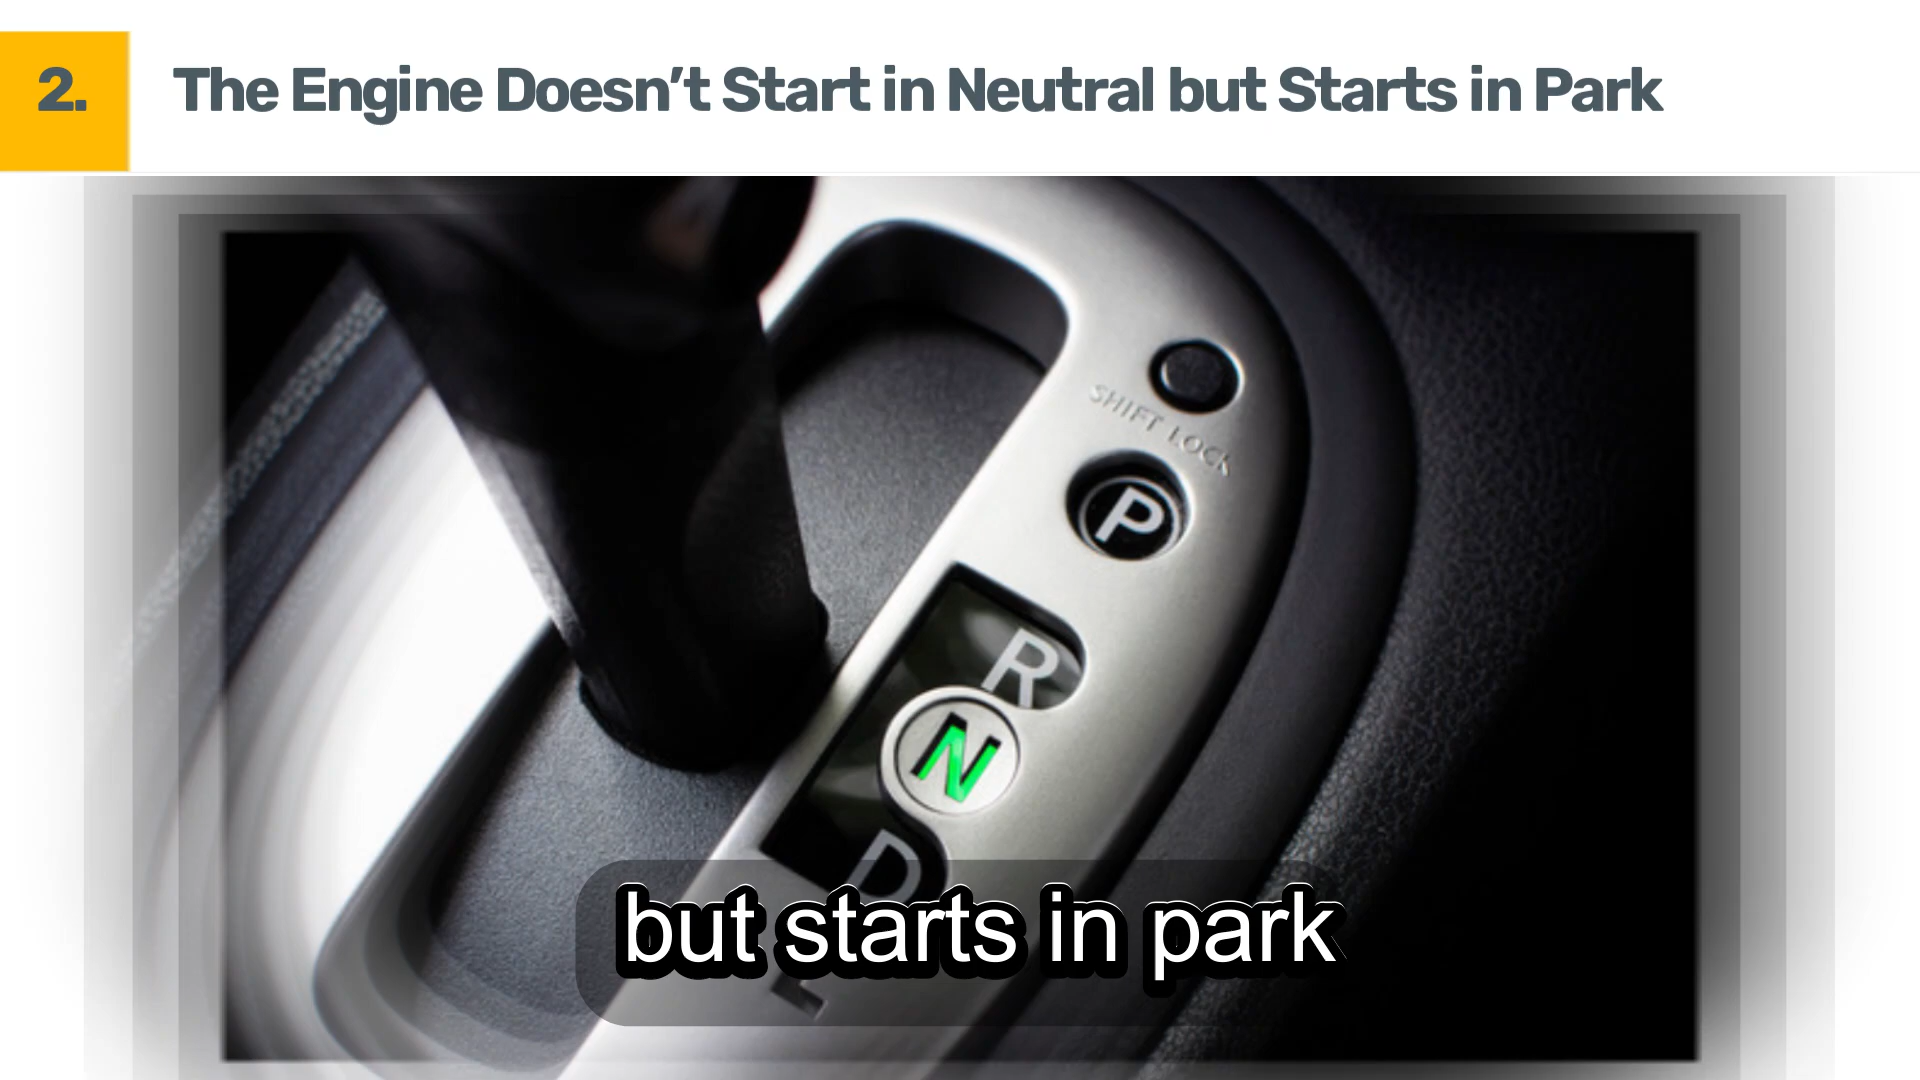 2.
The Engine Doesn’t Start in Neutral but Starts in Park
SHIFT LOCK
P
R
N
D
but starts in park
L